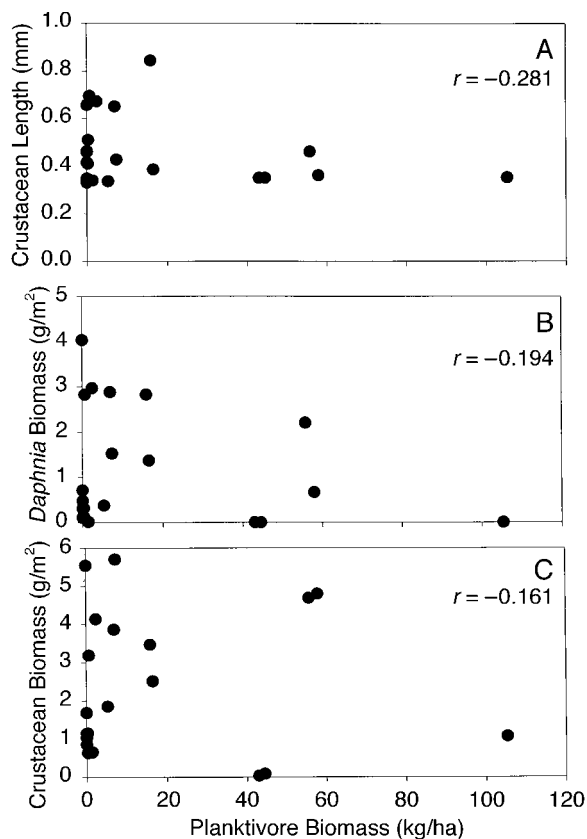 A
r = −0.281
Crustacean Length (mm)
1.0
0.8
0.6
0.4
0.2
0.0
B
r = −0.194
Daphnia Biomass (g/m²)
5
4
3
2
1
0
C
r = −0.161
Crustacean Biomass (g/m²)
6
5
4
3
2
1
0
0 20 40 60 80 100 120
Planktivore Biomass (kg/ha)